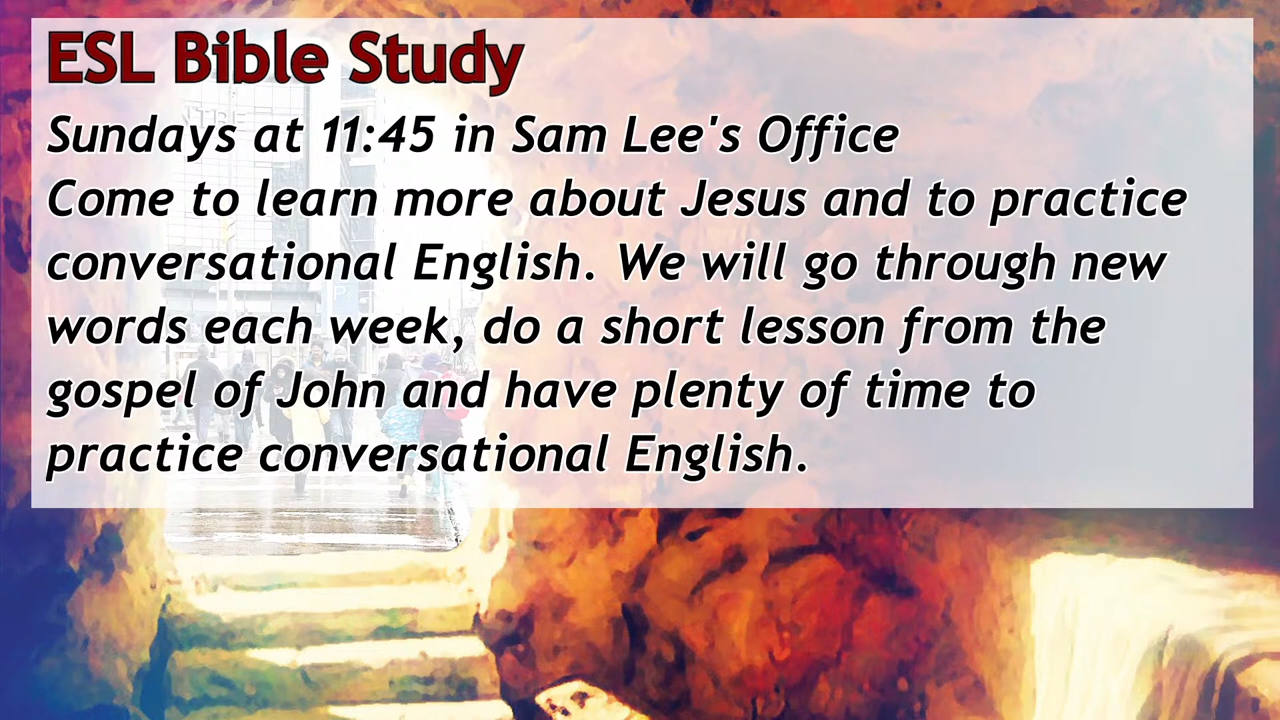 ESL Bible Study
Sundays at 11:45 in Sam Lee's Office
Come to learn more about Jesus and to practice
conversational English. We will go through new
words each week, do a short lesson from the
gospel of John and have plenty of time to
practice conversational English.